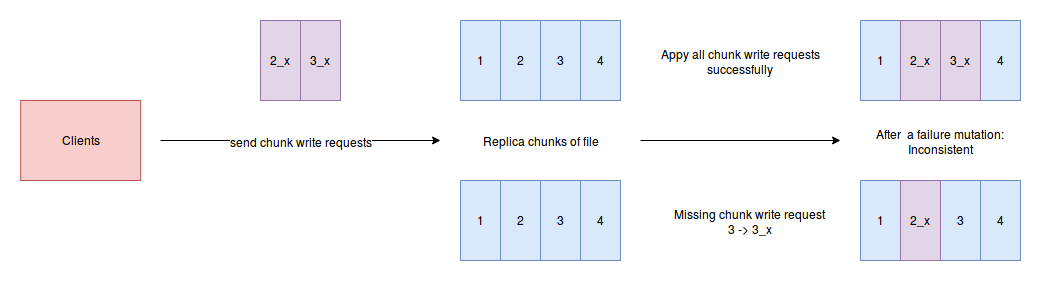 2_x 3_x
1 2 3 4
Appy all chunk write requests
successfully
1 2_x 3_x 4
Clients
send chunk write requests
Replica chunks of file
After a failure mutation:
Inconsistent
1 2 3 4
Missing chunk write request
3 -> 3_x
1 2_x 3 4